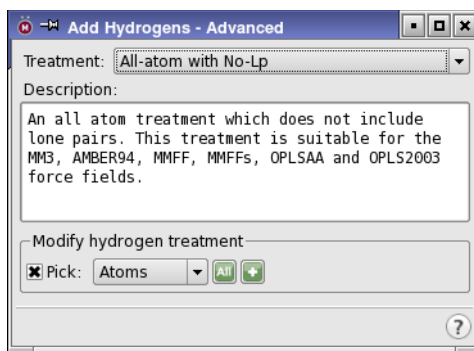 Add Hydrogens - Advanced
Treatment: All-atom with No-Lp
Description:
An all atom treatment which does not include
lone pairs. This treatment is suitable for the
MM3, AMBER94, MMFF, MMFFs, OPLSAA and OPLS2003
force fields.
Modify hydrogen treatment
Pick: Atoms All +
?